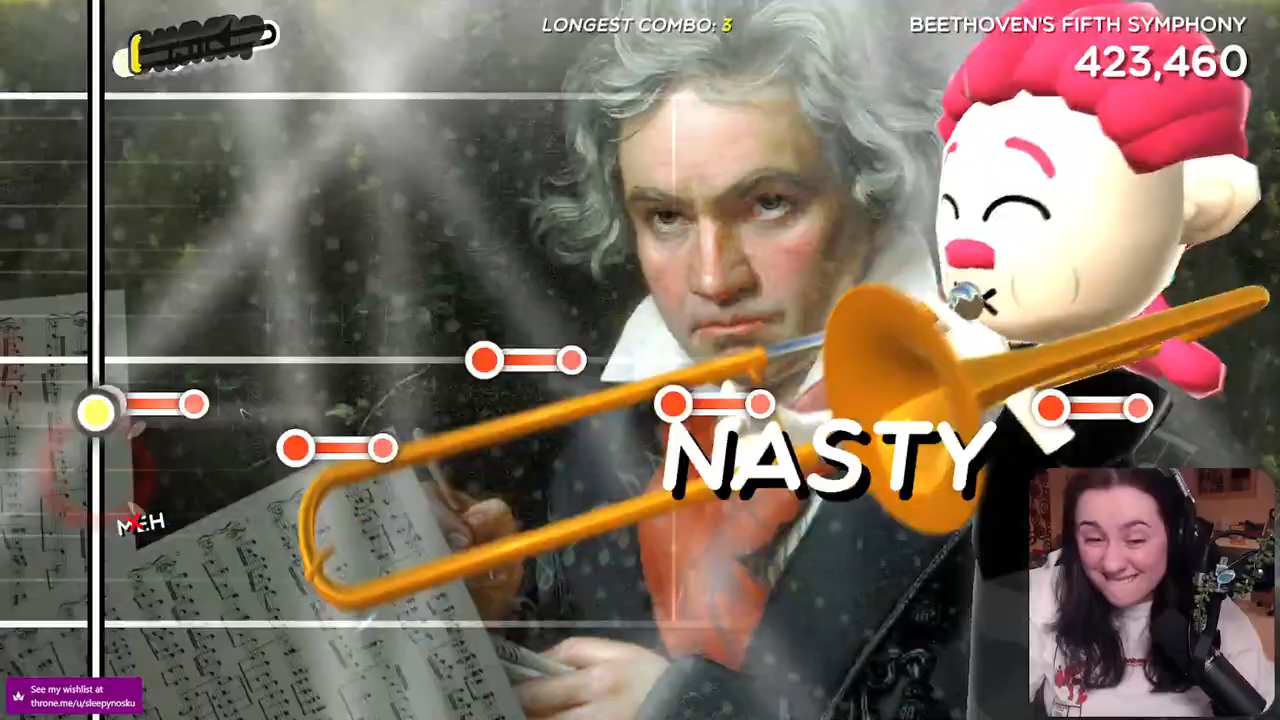 LONGEST COMBO: 3
BEETHOVEN'S FIFTH SYMPHONY
423,460
NASTY
MEH
X
See my wishlist at
throne.me/u/sleepynosku